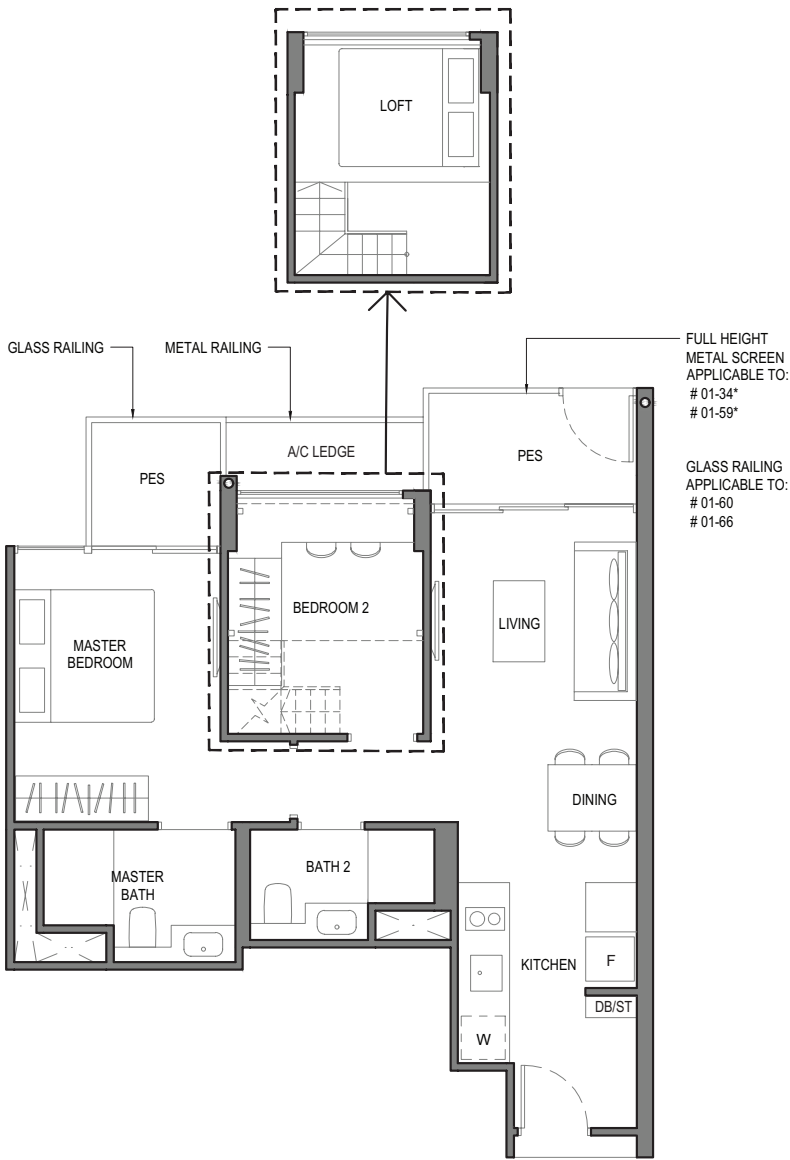 LOFT
GLASS RAILING
METAL RAILING
FULL HEIGHT
METAL SCREEN
APPLICABLE TO:
# 01-34*
# 01-59*
A/C LEDGE
PES
PES
GLASS RAILING
APPLICABLE TO:
# 01-60
# 01-66
BEDROOM 2
LIVING
MASTER
BEDROOM
DINING
MASTER
BATH
BATH 2
KITCHEN
F
DB/ST
W